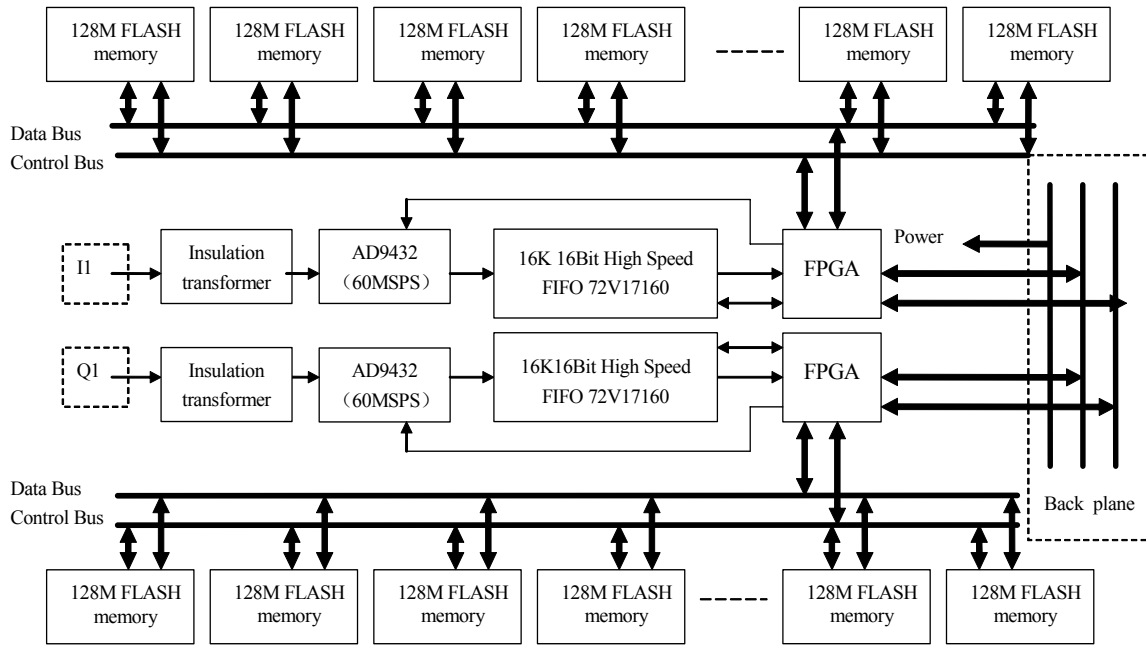 128M FLASH
memory
128M FLASH
memory
128M FLASH
memory
128M FLASH
memory
128M FLASH
memory
128M FLASH
memory
Data Bus
Control Bus
I1
Insulation
transformer
AD9432
（60MSPS）
16K 16Bit High Speed
FIFO 72V17160
FPGA
Power
Q1
Insulation
transformer
AD9432
（60MSPS）
16K16Bit High Speed
FIFO 72V17160
FPGA
Data Bus
Control Bus
Back plane
128M FLASH
memory
128M FLASH
memory
128M FLASH
memory
128M FLASH
memory
128M FLASH
memory
128M FLASH
memory